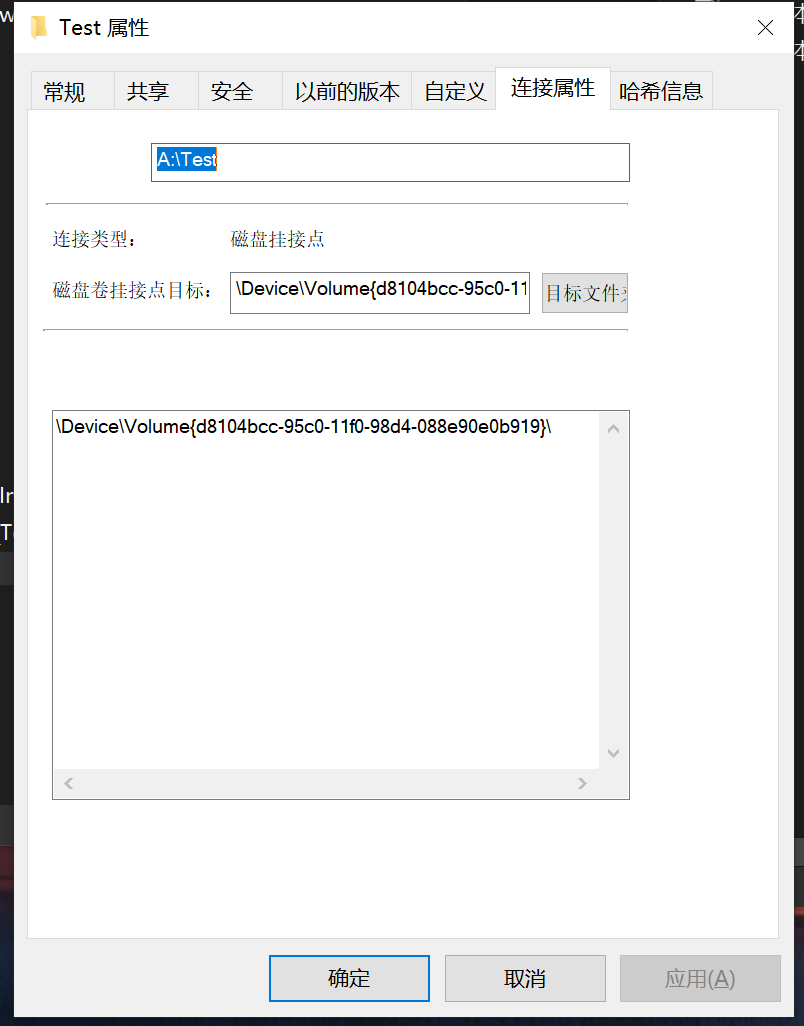 Test 属性
常规 共享 安全 以前的版本 自定义 连接属性 哈希信息
A:\Test
连接类型: 磁盘挂接点
磁盘卷挂接点目标: \Device\Volume{d8104bcc-95c0-11 目标文件
\Device\Volume{d8104bcc-95c0-11f0-98d4-088e90e0b919}\
确定 取消 应用(A)